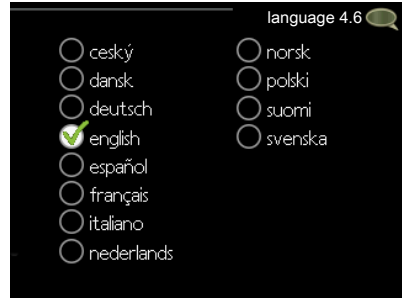 language 4.6
ceský
dansk
deutsch
english
español
français
italiano
nederlands
norsk
polski
suomi
svenska